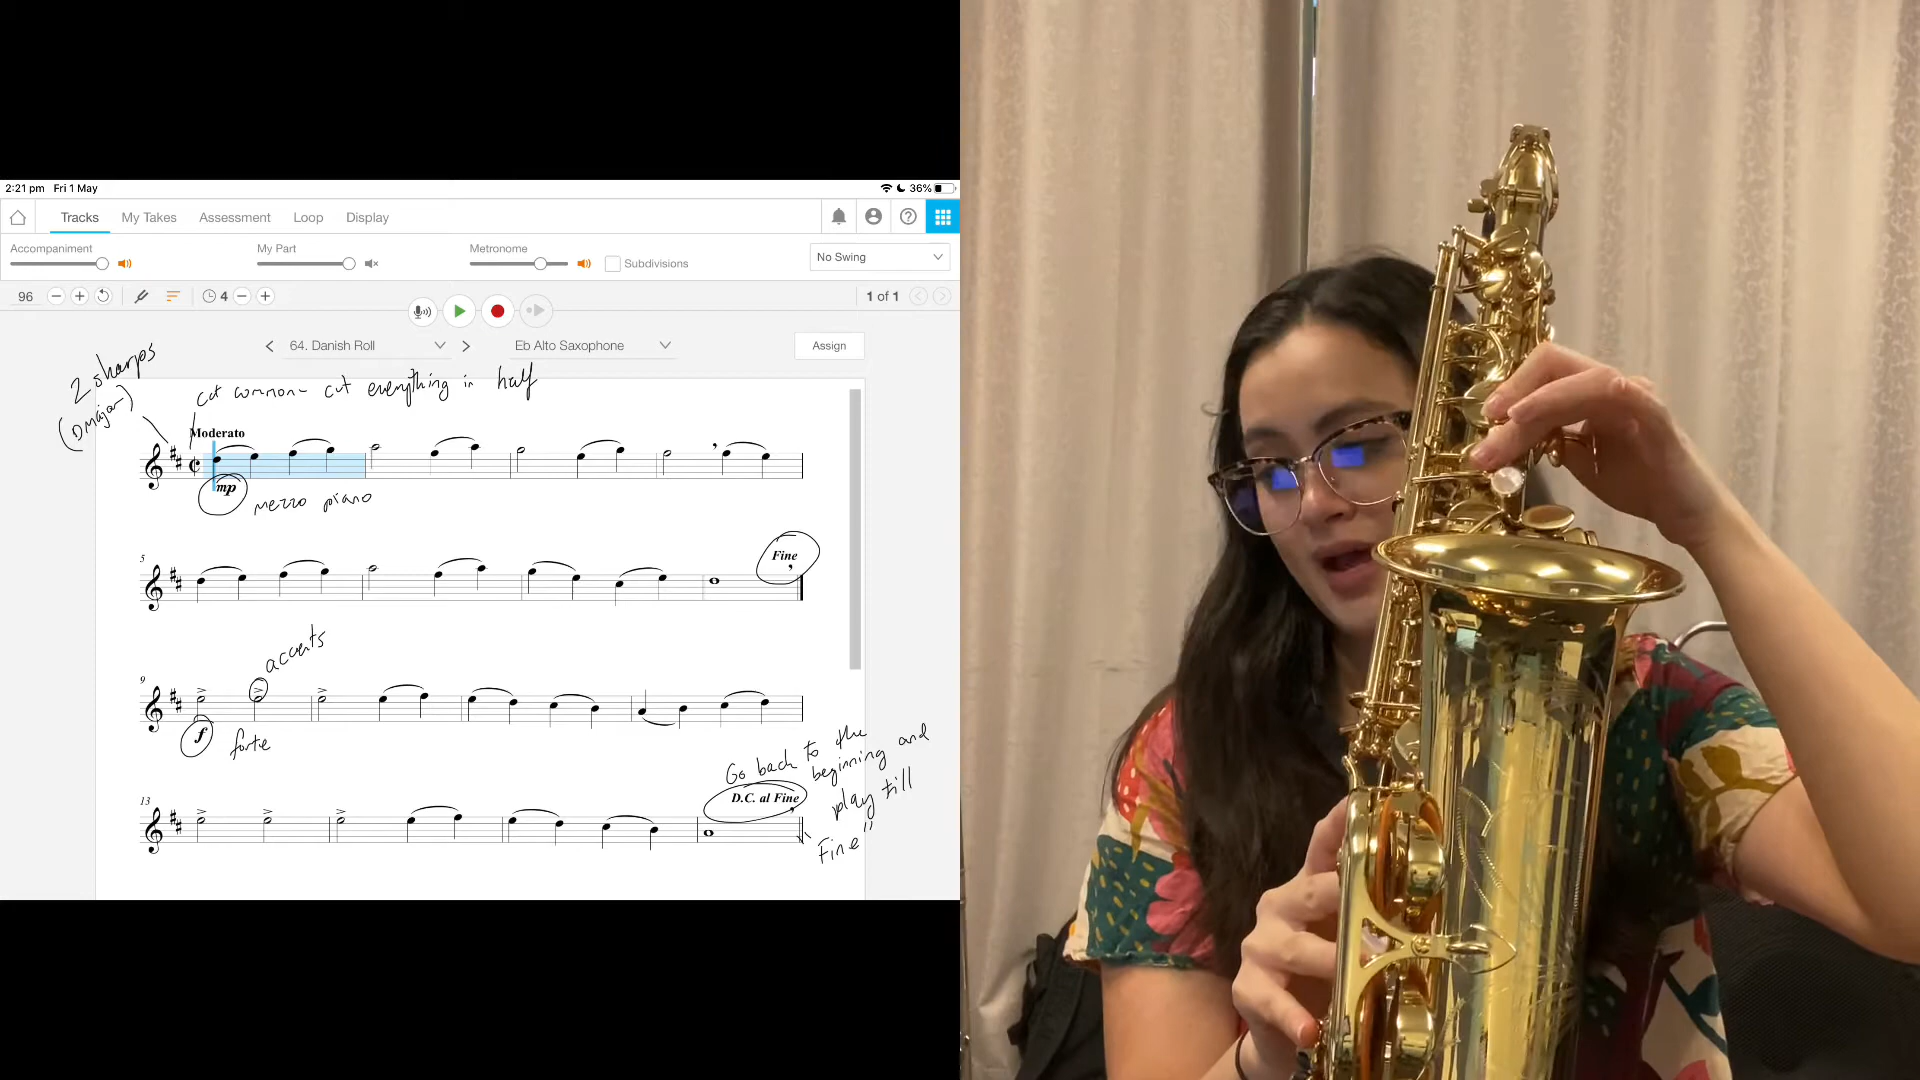 2:21 pm Fri 1 May 36%
Tracks My Takes Assessment Loop Display
Accompaniment My Part Metronome
Subdivisions No Swing
96 4 1 of 1
64. Danish Roll Eb Alto Saxophone Assign
2 sharps
(D major)
cut common - cut everything in half
Moderato
mp mezzo piano
5
Fine
accents
9
f forte
Go back to the
beginning and
play till
"Fine"
13
D.C. al Fine